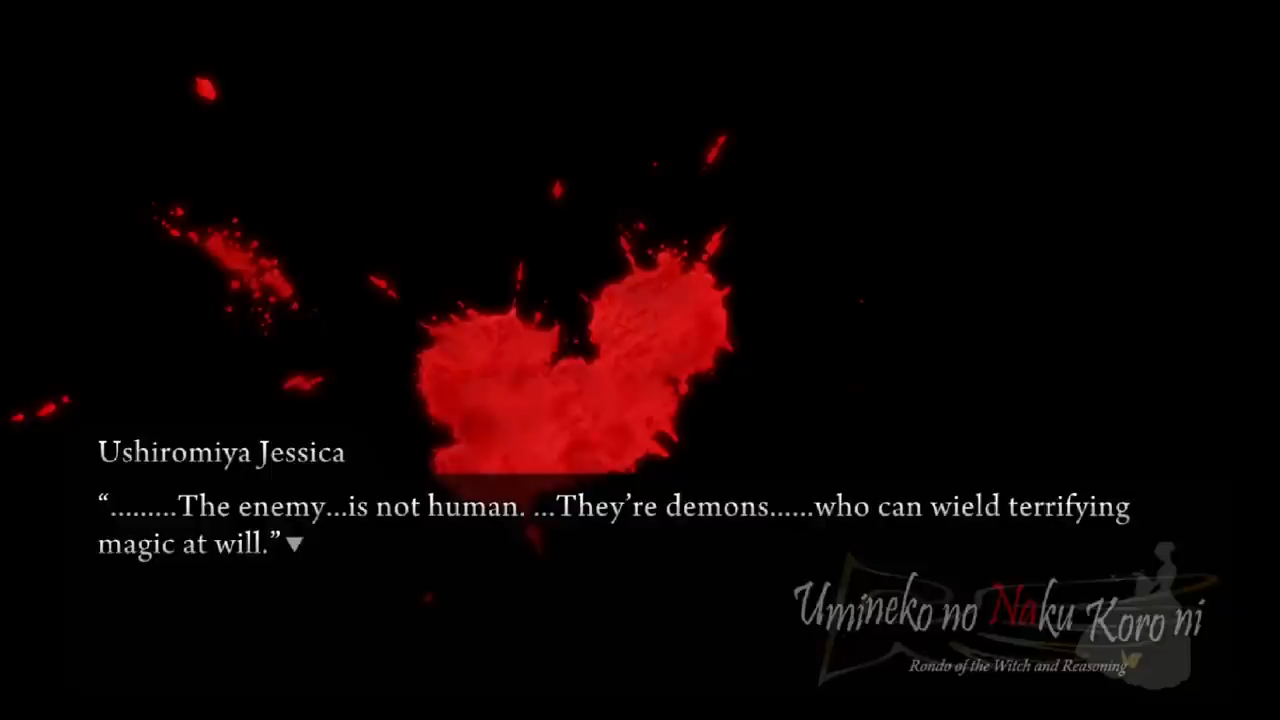 Ushiromiya Jessica
“.........The enemy...is not human. ...They’re demons......who can wield terrifying
magic at will.”
Umineko no Naku Koro ni
Rondo of the Witch and Reasoning